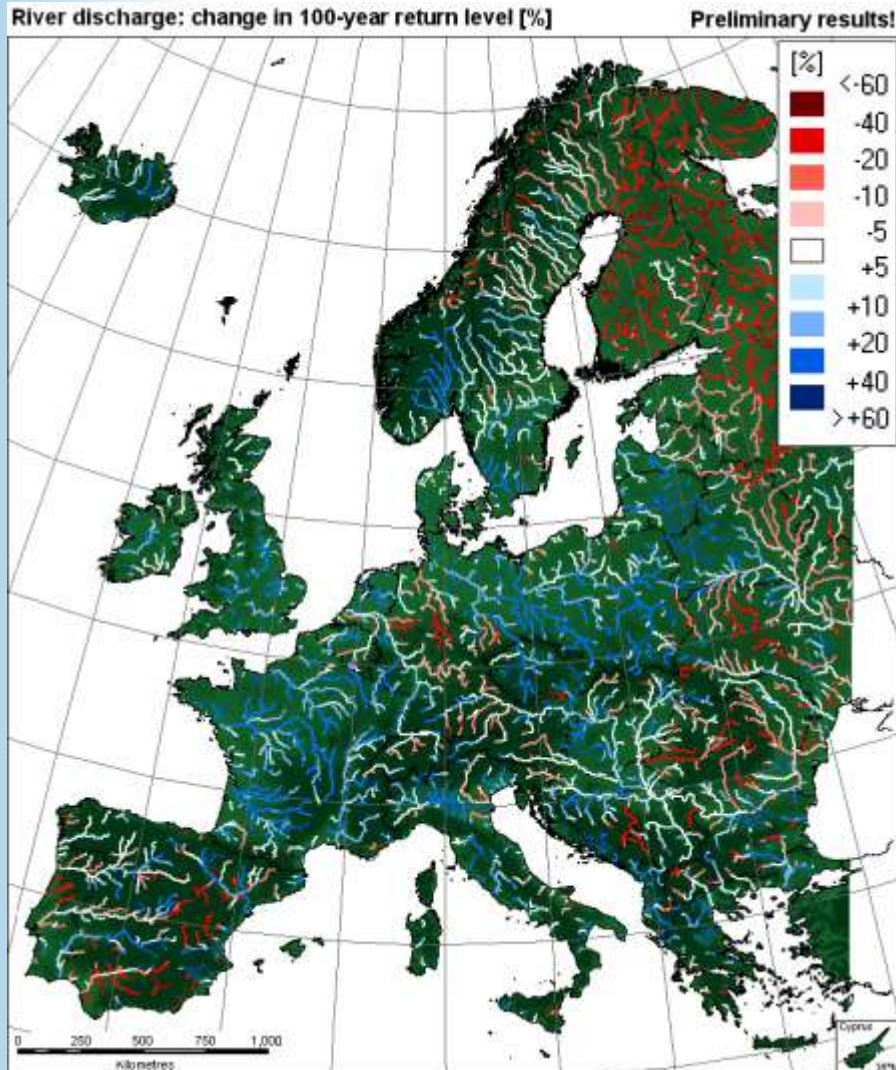 River discharge: change in 100-year return level [%]
Preliminary results!
[%]
<-60
-40
-20
-10
-5
+5
+10
+20
+40
>+60
0 250 500 750 1,000
Kilometres
Cyprus